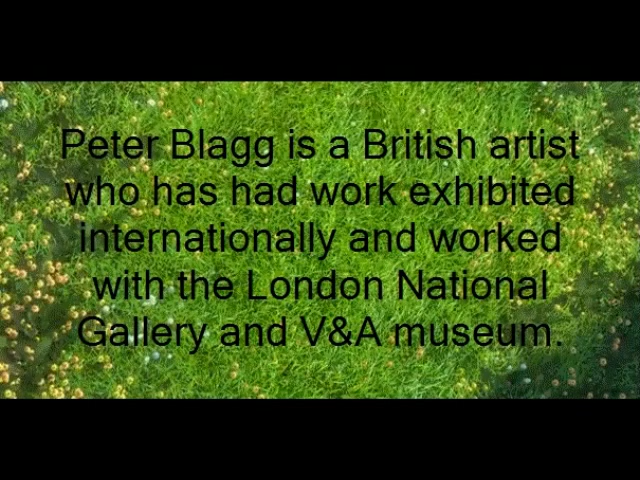 Peter Blagg is a British artist
who has had work exhibited
internationally and worked
with the London National
Gallery and V&A museum.